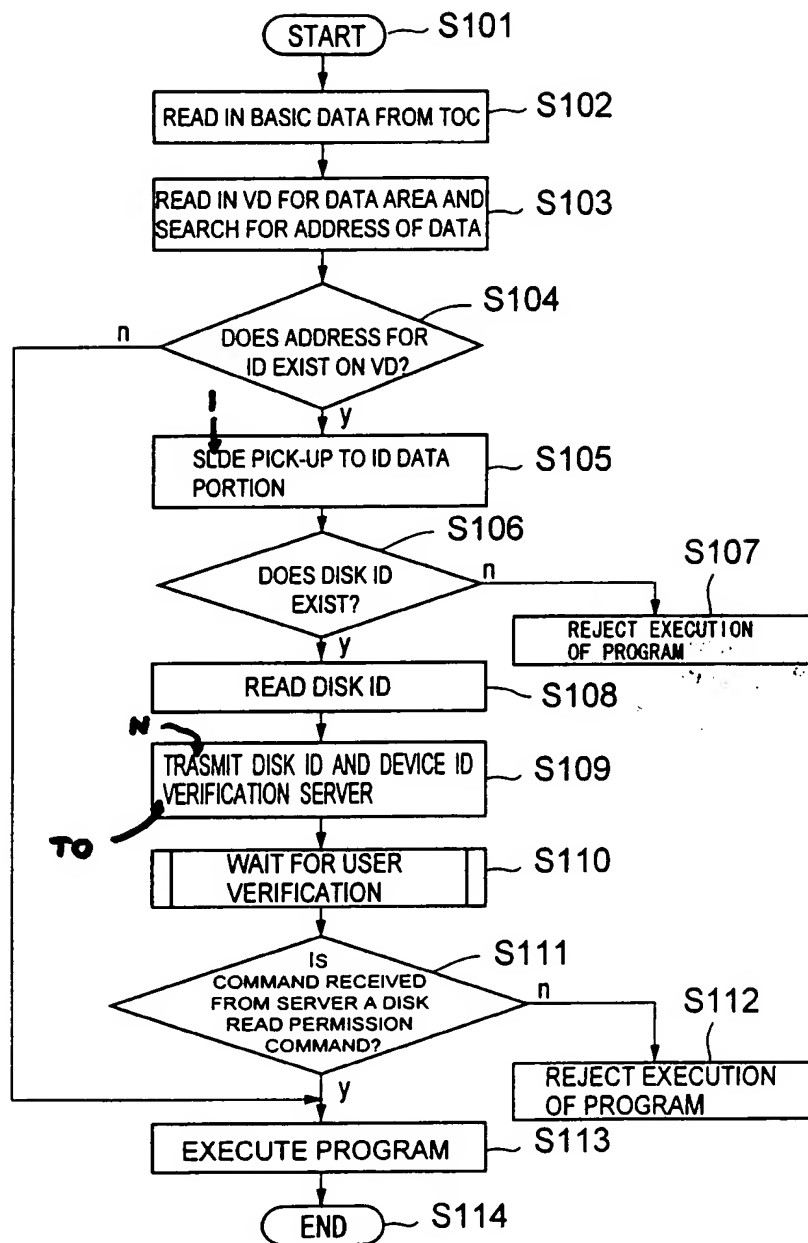 START
S101
READ IN BASIC DATA FROM TOC
S102
READ IN VD FOR DATA AREA AND
SEARCH FOR ADDRESS OF DATA
S103
S104
DOES ADDRESS FOR
ID EXIST ON VD?
n
y
I
SLDE PICK-UP TO ID DATA
PORTION
S105
S106
DOES DISK ID
EXIST?
n
y
S107
REJECT EXECUTION
OF PROGRAM
READ DISK ID
S108
N
TRASMIT DISK ID AND DEVICE ID
VERIFICATION SERVER
S109
TO
WAIT FOR USER
VERIFICATION
S110
S111
IS
COMMAND RECEIVED
FROM SERVER A DISK
READ PERMISSION
COMMAND?
n
y
S112
REJECT EXECUTION
OF PROGRAM
EXECUTE PROGRAM
S113
END
S114